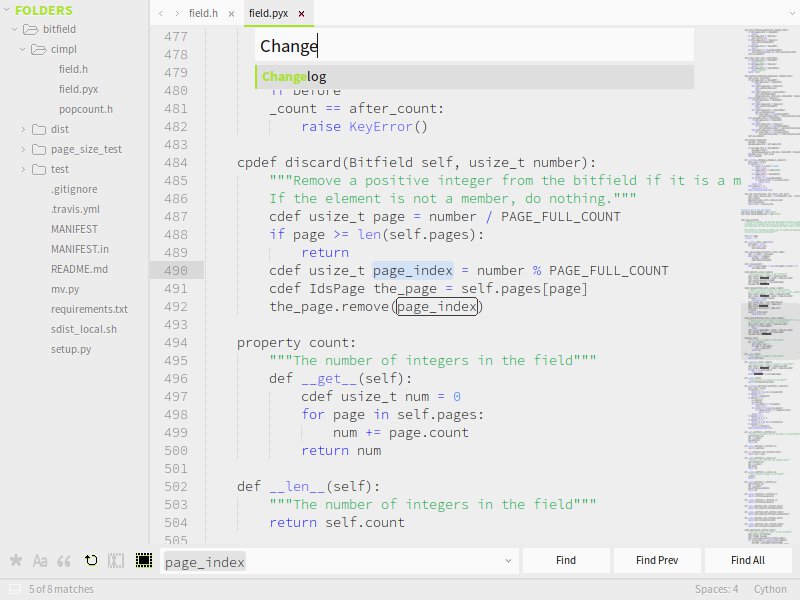 FOLDERS
bitfield
cimpl
field.h
field.pyx
popcount.h
dist
page_size_test
test
.gitignore
.travis.yml
MANIFEST
MANIFEST.in
README.md
mv.py
requirements.txt
sdist_local.sh
setup.py
field.h ×
field.pyx ×
Change
Changelog
477
478
479
480 if before
481 _count == after_count:
482 raise KeyError()
483
484 cpdef discard(Bitfield self, usize_t number):
485 """Remove a positive integer from the bitfield if it is a m
486 If the element is not a member, do nothing."""
487 cdef usize_t page = number / PAGE_FULL_COUNT
488 if page >= len(self.pages):
489 return
490 cdef usize_t page_index = number % PAGE_FULL_COUNT
491 cdef IdsPage the_page = self.pages[page]
492 the_page.remove(page_index)
493
494 property count:
495 """The number of integers in the field"""
496 def __get__(self):
497 cdef usize_t num = 0
498 for page in self.pages:
499 num += page.count
500 return num
501
502 def __len__(self):
503 """The number of integers in the field"""
504 return self.count
505
page_index
Find
Find Prev
Find All
5 of 8 matches
Spaces: 4
Cython